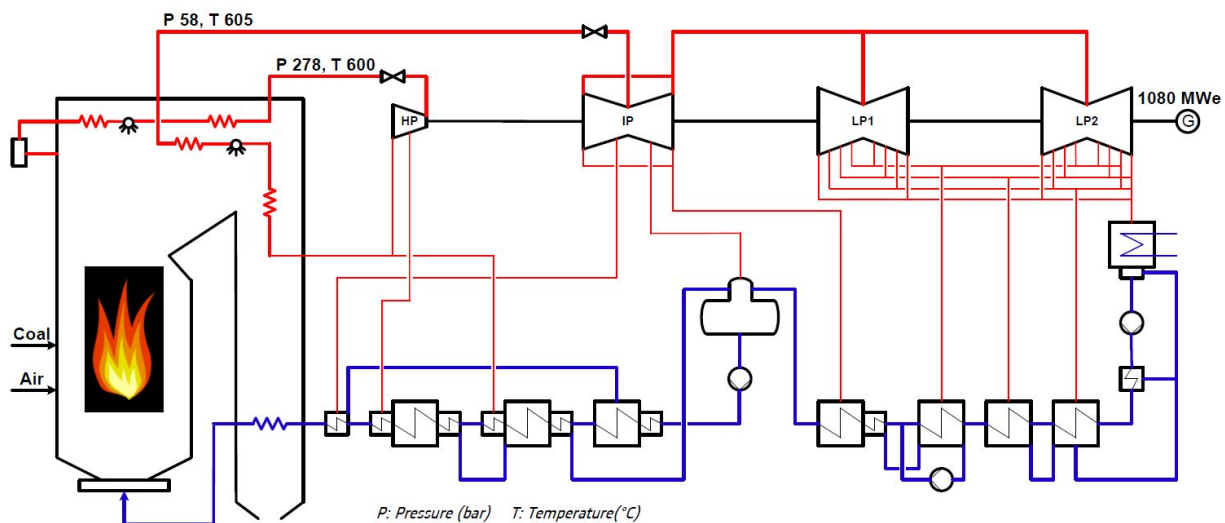 P 58, T 605
P 278, T 600
1080 MWe
HP
IP
LP1
LP2
G
Coal
Air
P: Pressure (bar) T: Temperature(°C)